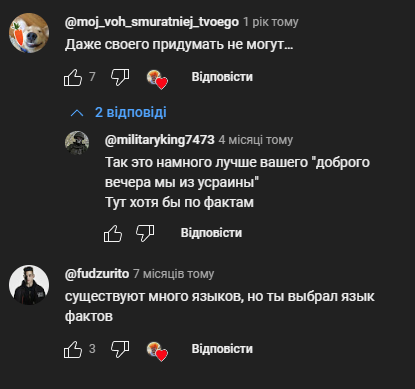 @moj_voh_smuratniej_tvoego 1 рік тому
Даже своего придумать не могут...
7 Відповісти
2 відповіді
@militaryking7473 4 місяці тому
Так это намного лучше вашего "доброго
вечера мы из усраины"
Тут хотя бы по фактам
Відповісти
@fudzurito 7 місяців тому
существуют много языков, но ты выбрал язык
фактов
3 Відповісти